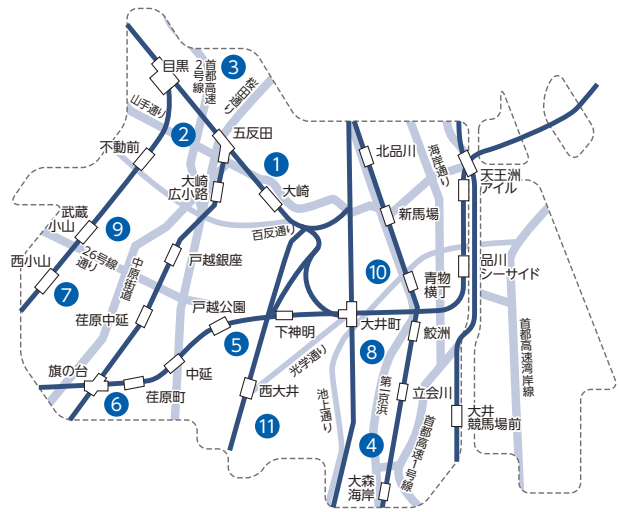 目黒
首都高速
2号線
3
桜田通り
山手通り
2
五反田
不動前
1
北品川
海岸通り
天王洲
アイル
大崎
広小路
大崎
武蔵
小山
9
百反通り
新馬場
西小山
26号線
通り
中原街道
戸越銀座
10
青物
横丁
品川
シーサイド
7
荏原中延
戸越公園
下神明
大井町
鮫洲
首都高速湾岸線
5
8
光学通り
旗の台
中延
荏原町
6
西大井
池上通り
第一京浜
立会川
大井
競馬場前
11
4
首都高速1号線
大森
海岸